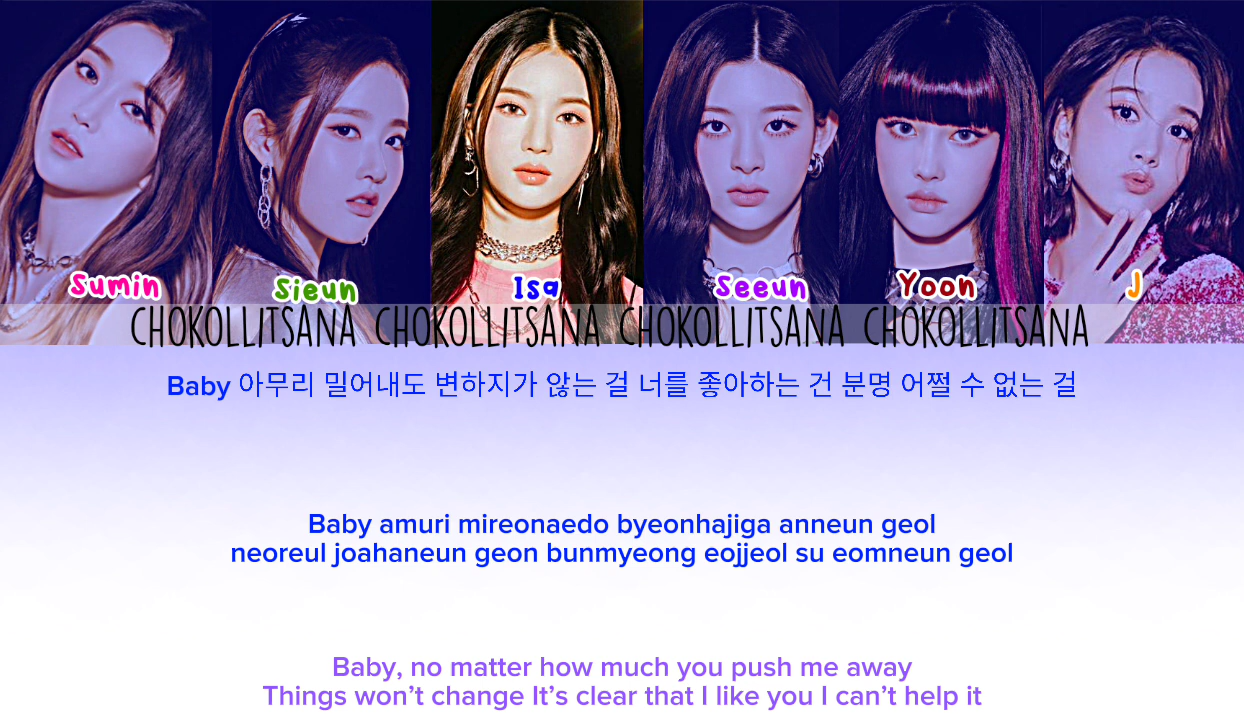 Sumin Sieun Isa Seeun Yoon J
CHOKOLLITSANA CHOKOLLITSANA CHOKOLLITSANA CHOKOLLITSANA
Baby 아무리 밀어내도 변하지가 않는 걸 너를 좋아하는 건 분명 어쩔 수 없는 걸
Baby amuri mireonaedo byeonhajiga anneun geol
neoreul joahaneun geon bunmyeong eojjeol su eomneun geol
Baby, no matter how much you push me away
Things won’t change It’s clear that I like you I can’t help it